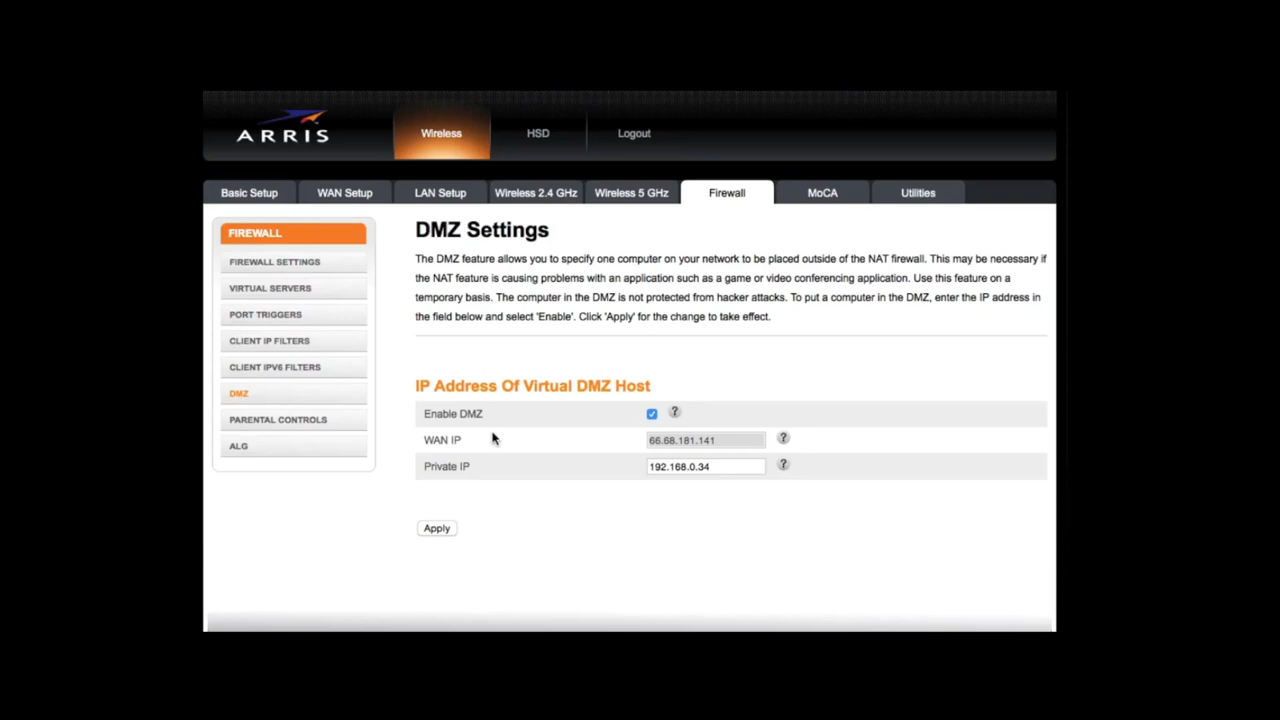 ARRIS
Wireless
HSD
Logout
Basic Setup
WAN Setup
LAN Setup
Wireless 2.4 GHz
Wireless 5 GHz
Firewall
MoCA
Utilities
FIREWALL
FIREWALL SETTINGS
VIRTUAL SERVERS
PORT TRIGGERS
CLIENT IP FILTERS
CLIENT IPV6 FILTERS
DMZ
PARENTAL CONTROLS
ALG
DMZ Settings
The DMZ feature allows you to specify one computer on your network to be placed outside of the NAT firewall. This may be necessary if
the NAT feature is causing problems with an application such as a game or video conferencing application. Use this feature on a
temporary basis. The computer in the DMZ is not protected from hacker attacks. To put a computer in the DMZ, enter the IP address in
the field below and select 'Enable'. Click 'Apply' for the change to take effect.
IP Address Of Virtual DMZ Host
Enable DMZ ?
WAN IP 66.68.181.141 ?
Private IP 192.168.0.34 ?
Apply